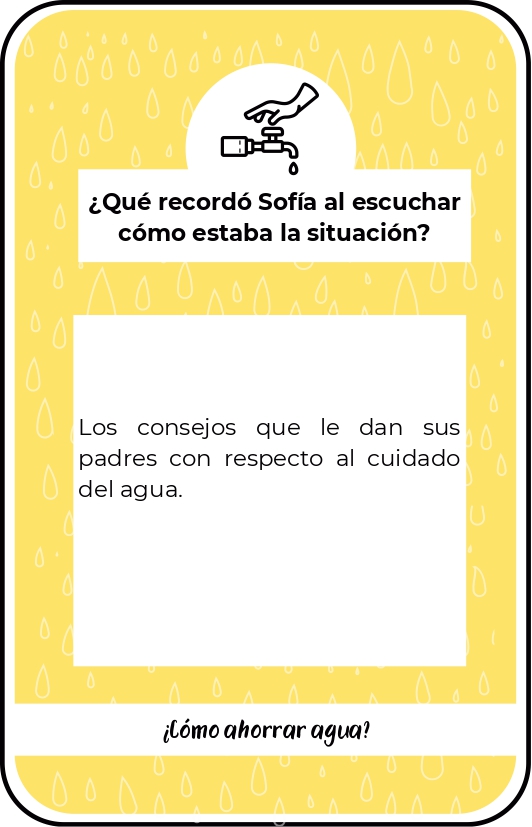 ¿Qué recordó Sofía al escuchar
cómo estaba la situación?
Los consejos que le dan sus
padres con respecto al cuidado
del agua.
¿Cómo ahorrar agua?